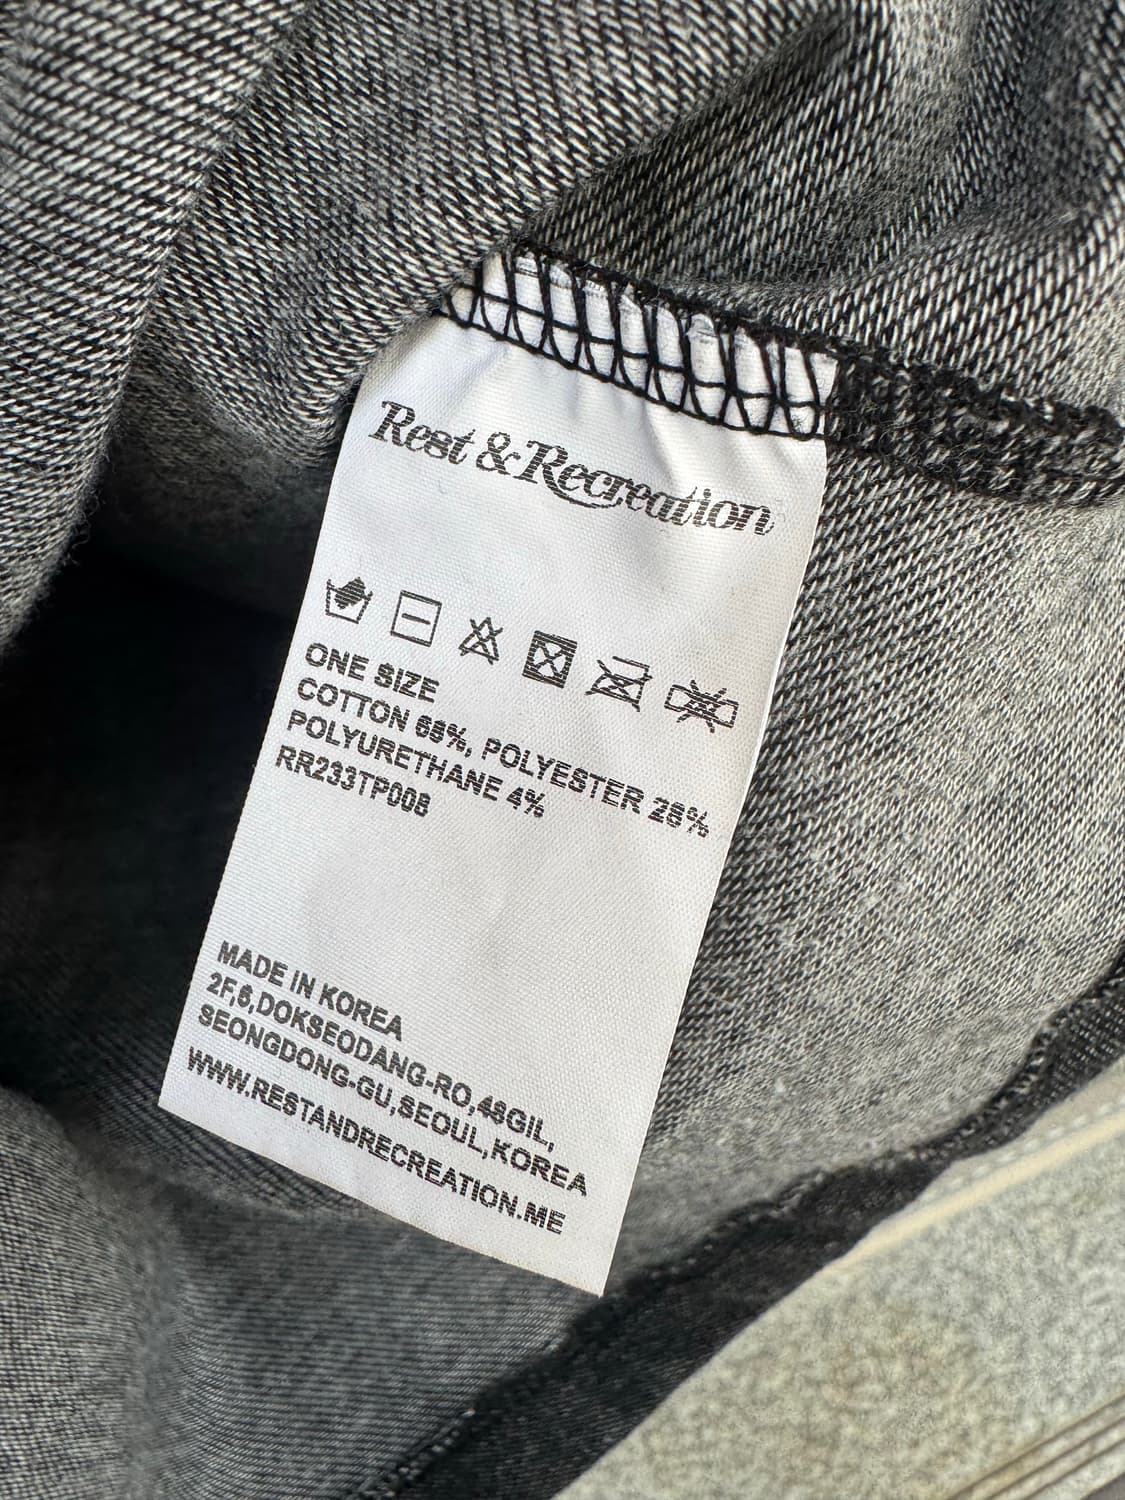 Rest & Recreation
ONE SIZE
COTTON 68%, POLYESTER 28%
POLYURETHANE 4%
RR233TP008
MADE IN KOREA
2F,6,DOKSEODANG-RO,48GIL,
SEONGDONG-GU,SEOUL,KOREA
WWW.RESTANDRECREATION.ME